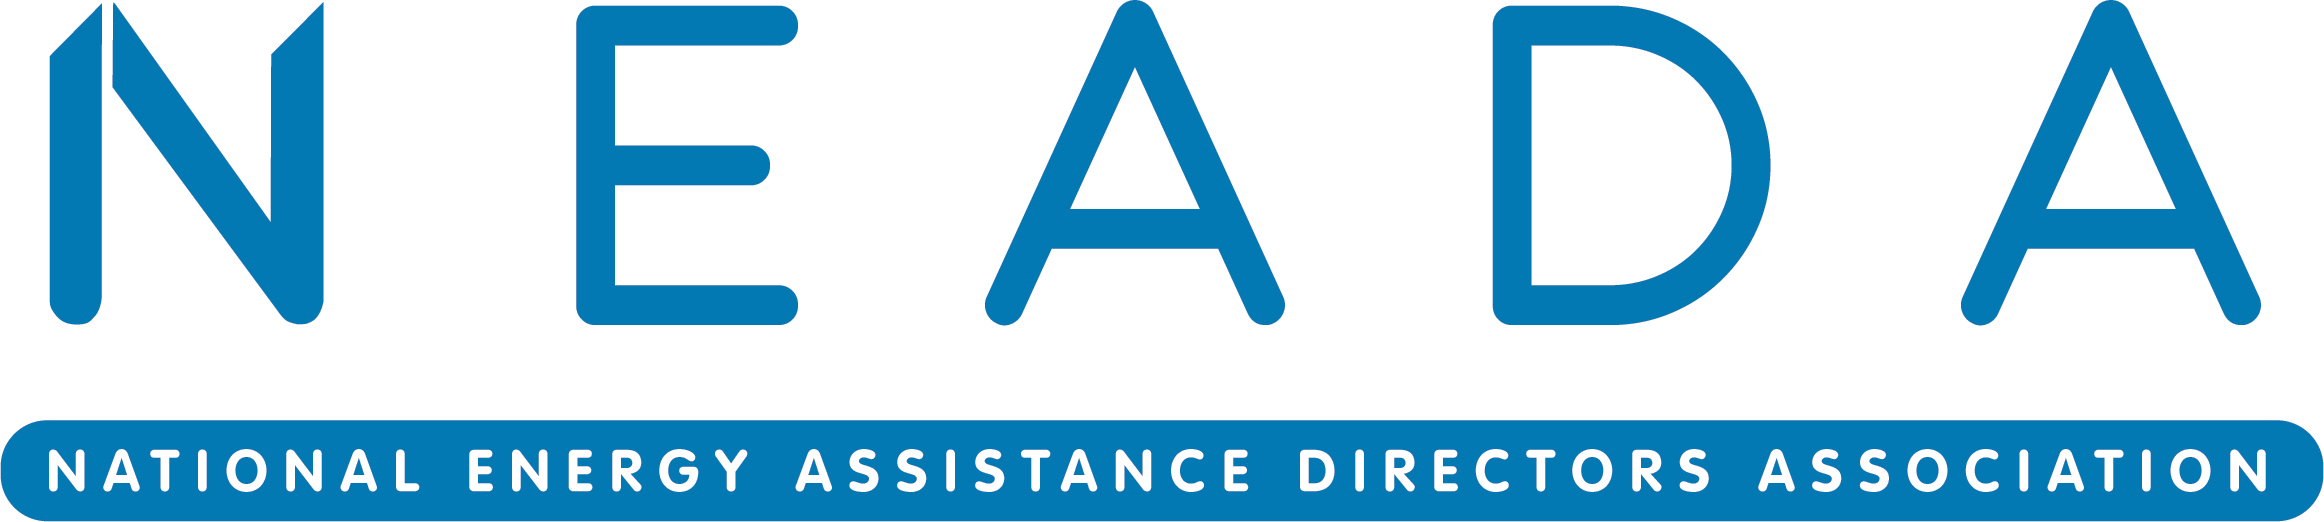 NEADA
NATIONAL ENERGY ASSISTANCE DIRECTORS ASSOCIATION